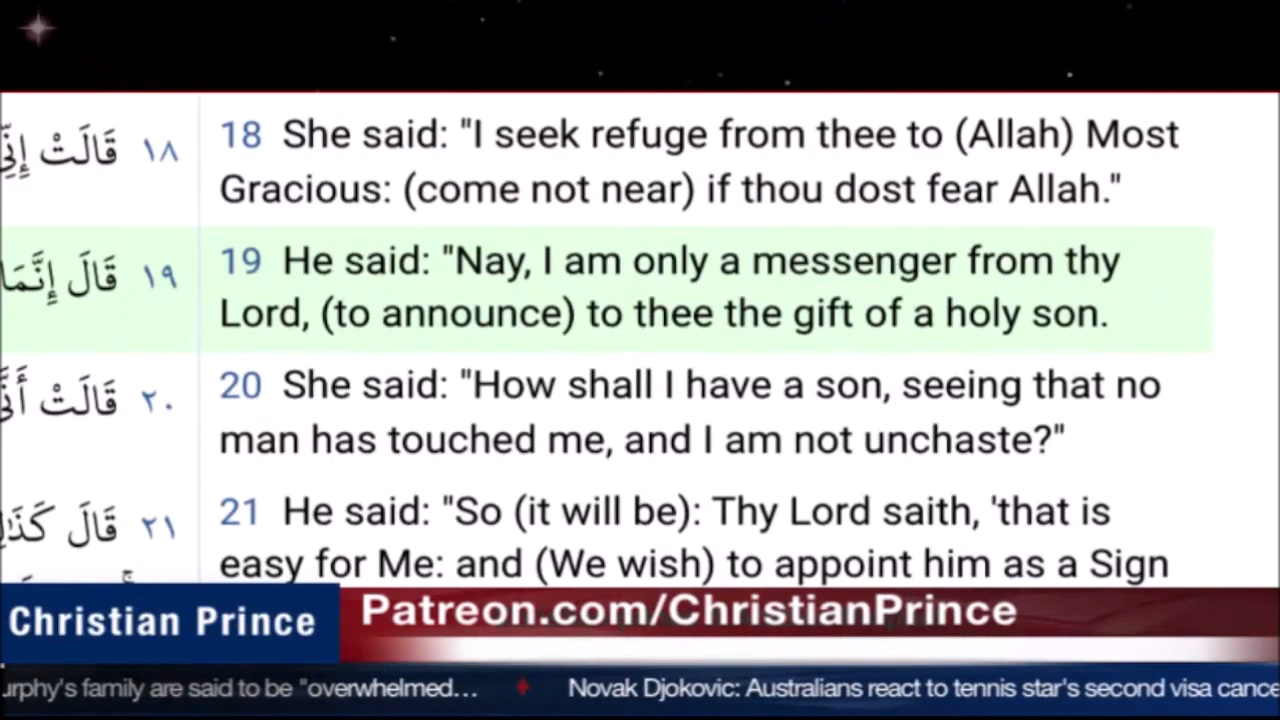 قَالَتْ ١٨
18 She said: "I seek refuge from thee to (Allah) Most
Gracious: (come not near) if thou dost fear Allah."
قَالَ إِنَّمَا ١٩
19 He said: "Nay, I am only a messenger from thy
Lord, (to announce) to thee the gift of a holy son.
قَالَتْ ٢٠
20 She said: "How shall I have a son, seeing that no
man has touched me, and I am not unchaste?"
قَالَ ٢١
21 He said: "So (it will be): Thy Lord saith, 'that is
easy for Me: and (We wish) to appoint him as a Sign
Christian Prince
Patreon.com/ChristianPrince
urphy's family are said to be "overwhelmed... Novak Djokovic: Australians react to tennis star's second visa cance